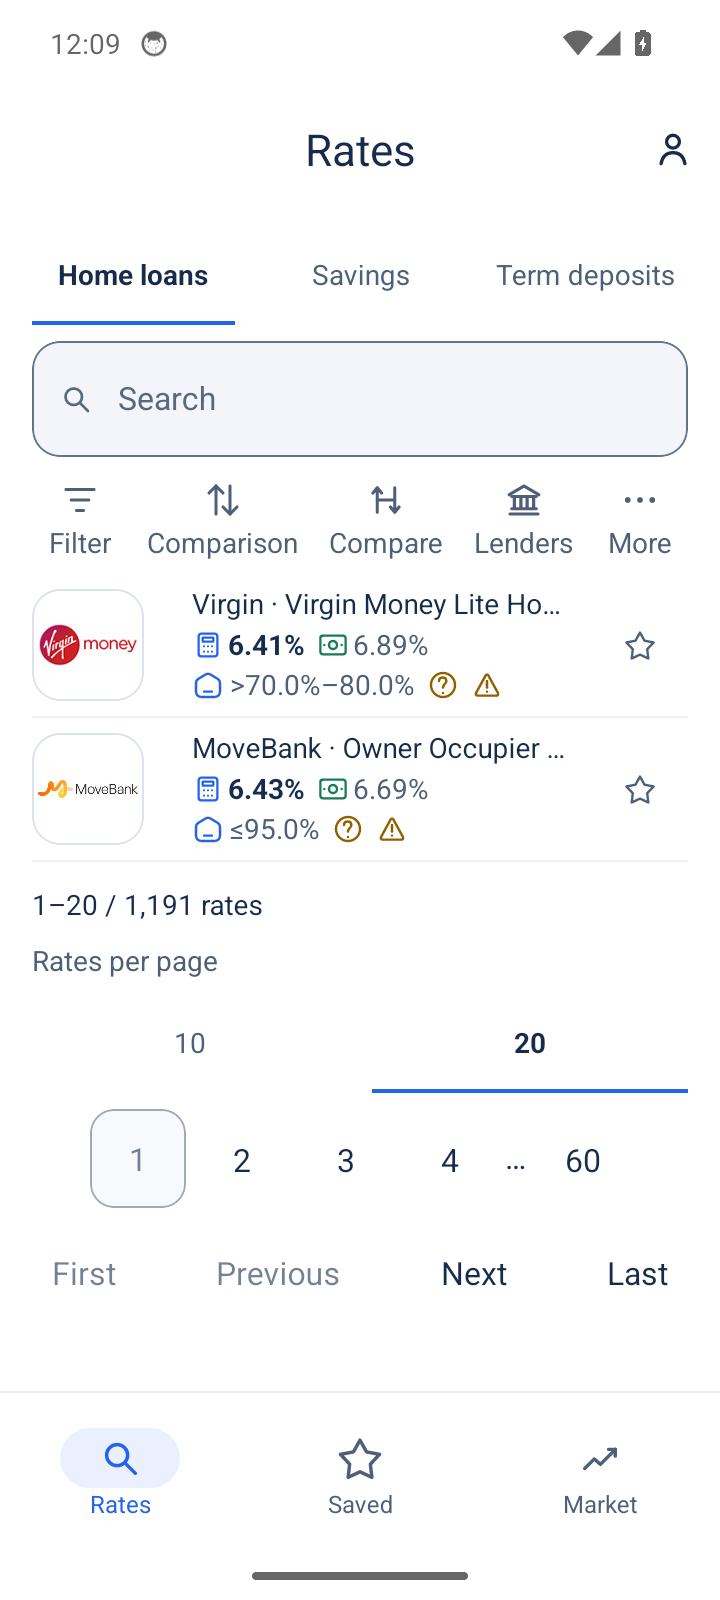 12:09
Rates
Home loans Savings Term deposits
Search
Filter Comparison Compare Lenders More
Virgin money
Virgin · Virgin Money Lite Ho...
6.41% 6.89%
>70.0%–80.0%
MoveBank
MoveBank · Owner Occupier ...
6.43% 6.69%
≤95.0%
1–20 / 1,191 rates
Rates per page
10 20
1 2 3 4 ... 60
First Previous Next Last
Rates Saved Market